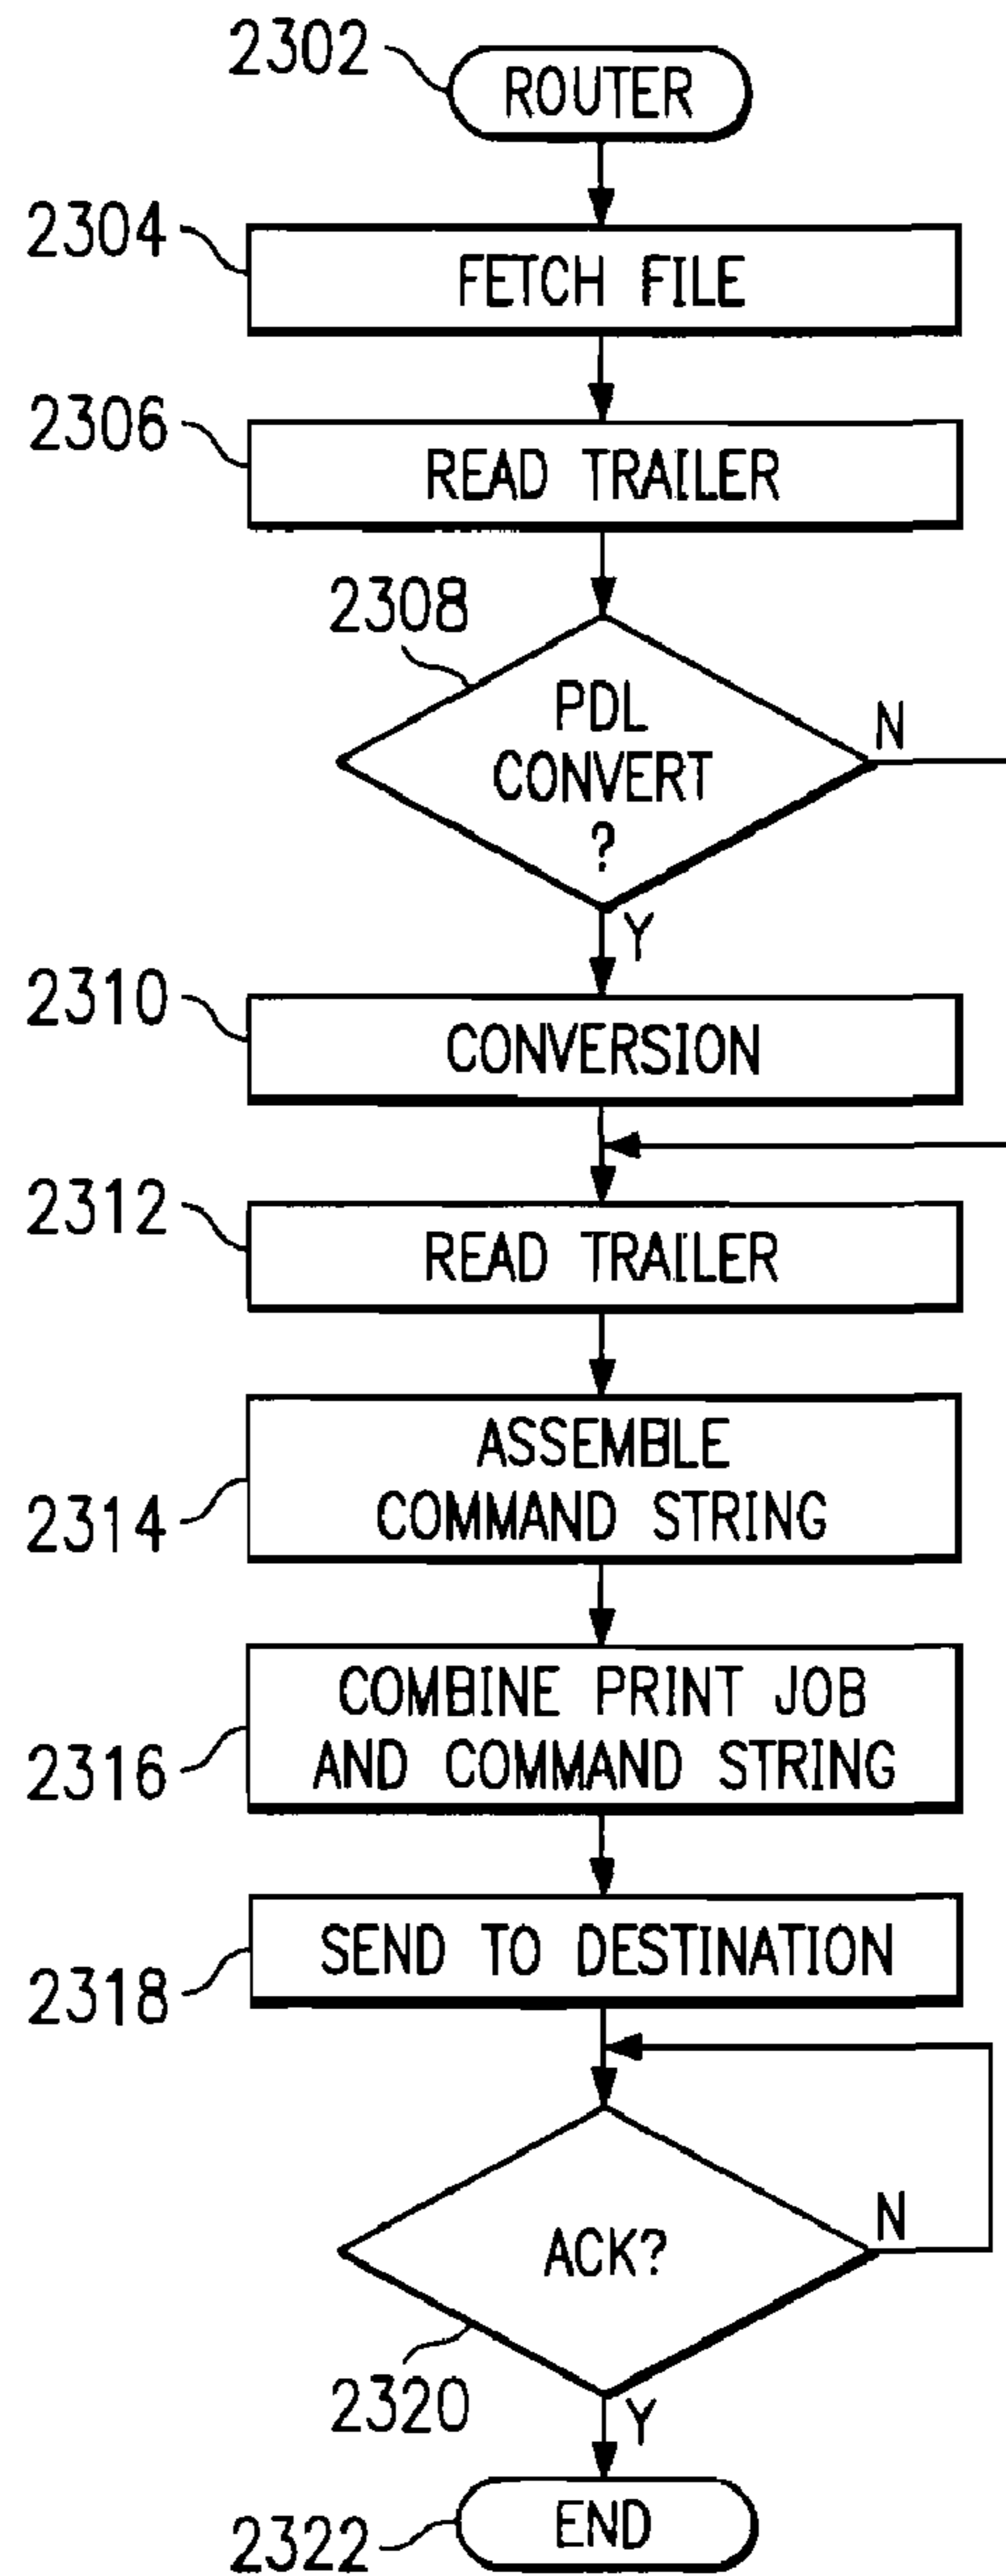 2302
ROUTER
2304
FETCH FILE
2306
READ TRAILER
2308
PDL
CONVERT
?
N
Y
2310
CONVERSION
2312
READ TRAILER
2314
ASSEMBLE
COMMAND STRING
2316
COMBINE PRINT JOB
AND COMMAND STRING
2318
SEND TO DESTINATION
ACK?
N
2320
Y
2322
END